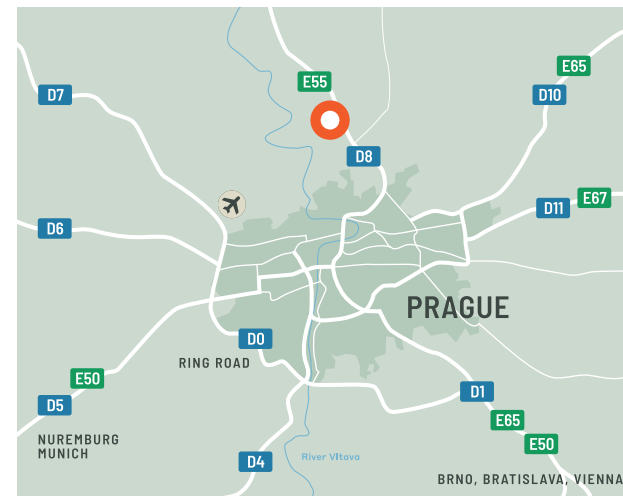 E65
E55
D7
D10
D8
E67
D11
D6
PRAGUE
D0
RING ROAD
E50
D1
D5
E65
NUREMBURG
MUNICH
E50
River Vltava
D4
BRNO, BRATISLAVA, VIENNA